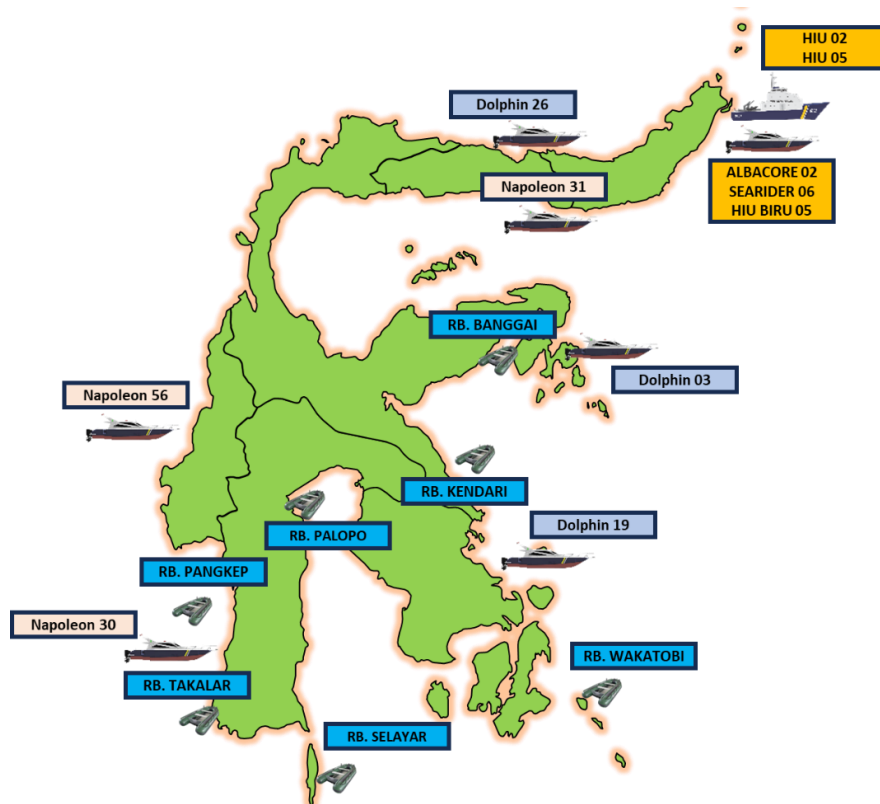 HIU 02
HIU 05
Dolphin 26
ALBACORE 02
SEARIDER 06
HIU BIRU 05
Napoleon 31
RB. BANGGAI
Dolphin 03
Napoleon 56
RB. KENDARI
Dolphin 19
RB. PALOPO
RB. PANGKEP
Napoleon 30
RB. WAKATOBI
RB. TAKALAR
RB. SELAYAR